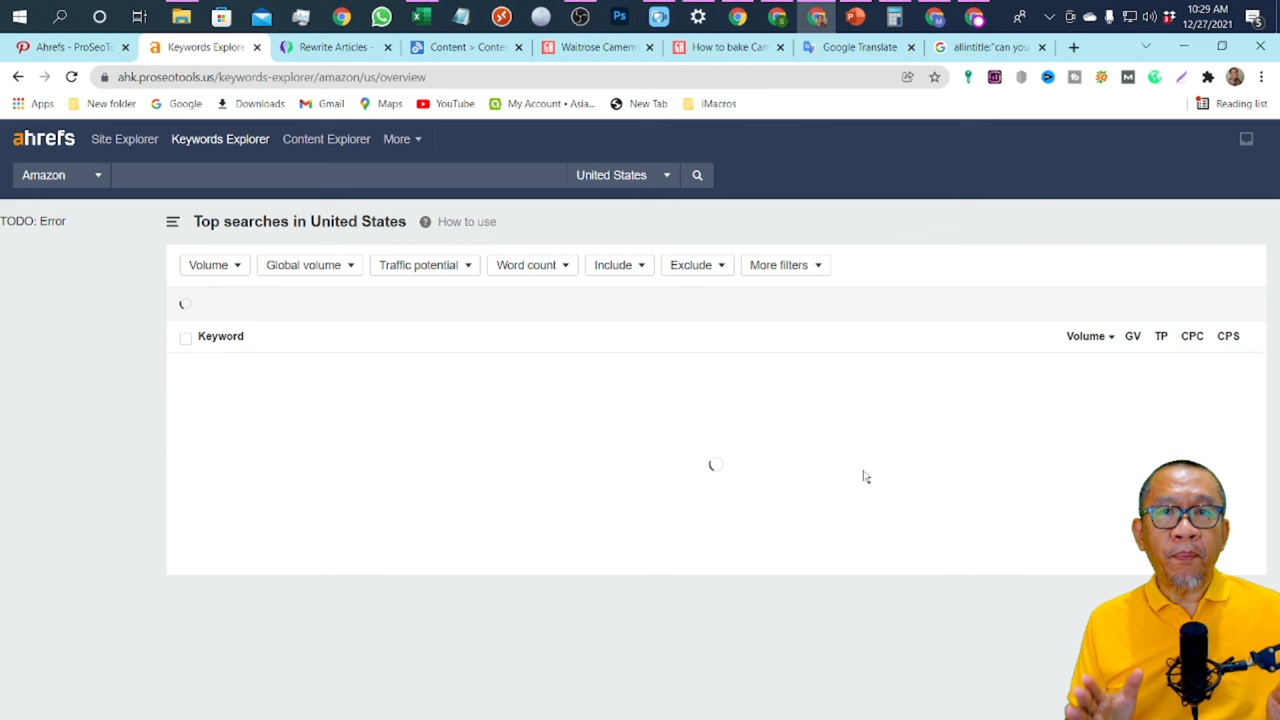 10:29 AM
12/27/2021
5
Ahrefs - ProSeoTo
Keywords Explore
Rewrite Articles -
Content > Conte
Waitrose Camem
How to bake Cam
Google Translate
allintitle:"can you
ahk.proseotools.us/keywords-explorer/amazon/us/overview
Apps
New folder
Google
Downloads
Gmail
Maps
YouTube
My Account • Asia...
New Tab
iMacros
Reading list
ahrefs
Site Explorer
Keywords Explorer
Content Explorer
More
Amazon
United States
TODO: Error
Top searches in United States
? How to use
Volume
Global volume
Traffic potential
Word count
Include
Exclude
More filters
Keyword
Volume
GV
TP
CPC
CPS